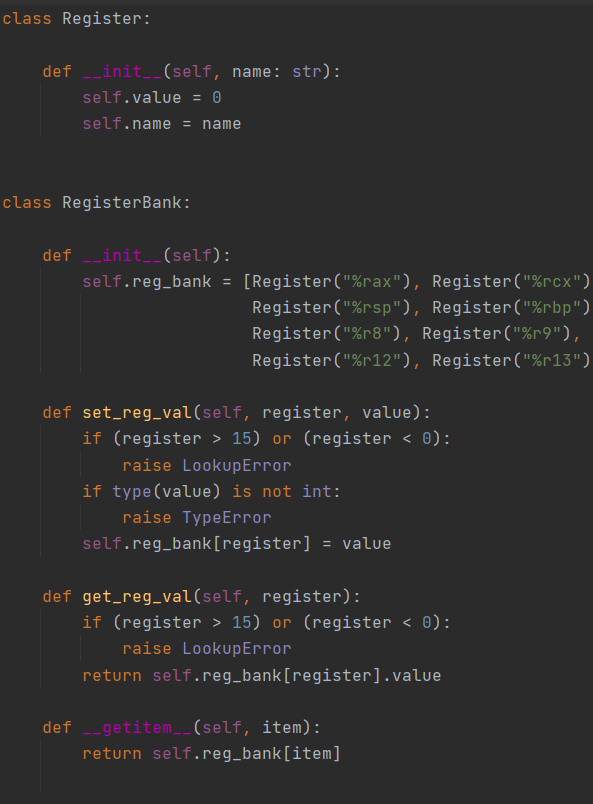 class Register:
def __init__(self, name: str):
self.value = 0
self.name = name
class RegisterBank:
def __init__(self):
self.reg_bank = [Register("%rax"), Register("%rcx")
Register("%rsp"), Register("%rbp")
Register("%r8"), Register("%r9"),
Register("%r12"), Register("%r13")
def set_reg_val(self, register, value):
if (register > 15) or (register < 0):
raise LookupError
if type(value) is not int:
raise TypeError
self.reg_bank[register] = value
def get_reg_val(self, register):
if (register > 15) or (register < 0):
raise LookupError
return self.reg_bank[register].value
def __getitem__(self, item):
return self.reg_bank[item]